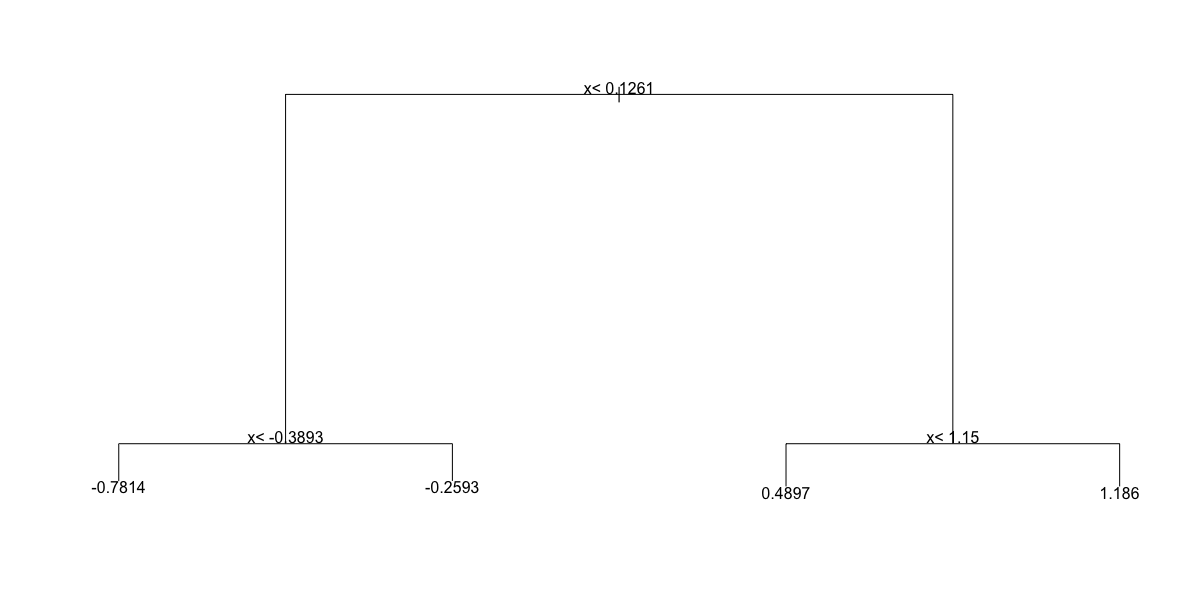 x< 0.1261
x< -0.3893
x< 1.15
-0.7814
-0.2593
0.4897
1.186